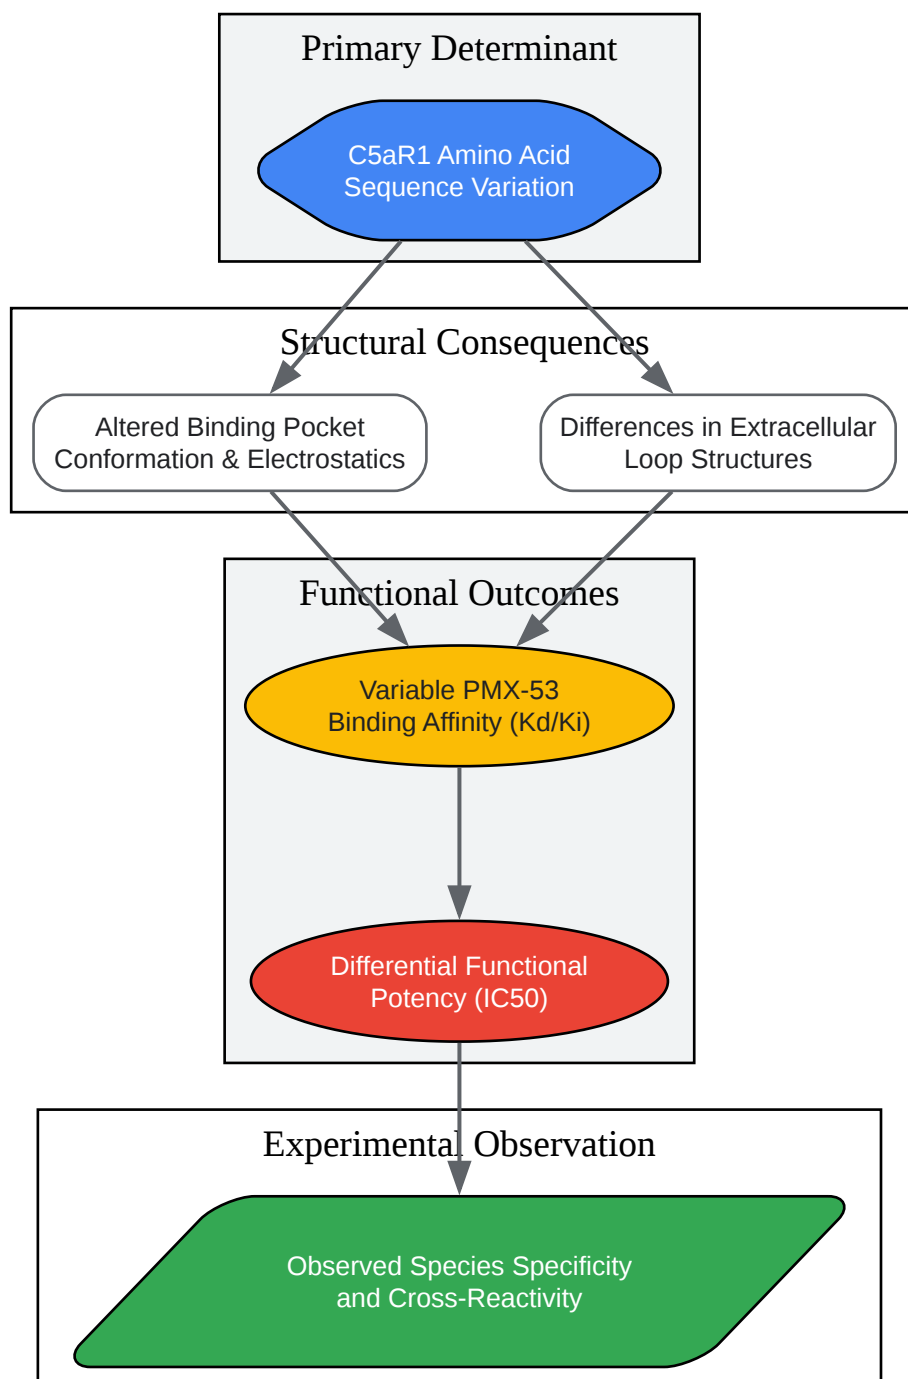 Primary Determinant
C5aR1 Amino Acid
Sequence Variation
Structural Consequences
Altered Binding Pocket
Conformation & Electrostatics
Differences in Extracellular
Loop Structures
Functional Outcomes
Variable PMX-53
Binding Affinity (Kd/Ki)
Differential Functional
Potency (IC50)
Experimental Observation
Observed Species Specificity
and Cross-Reactivity